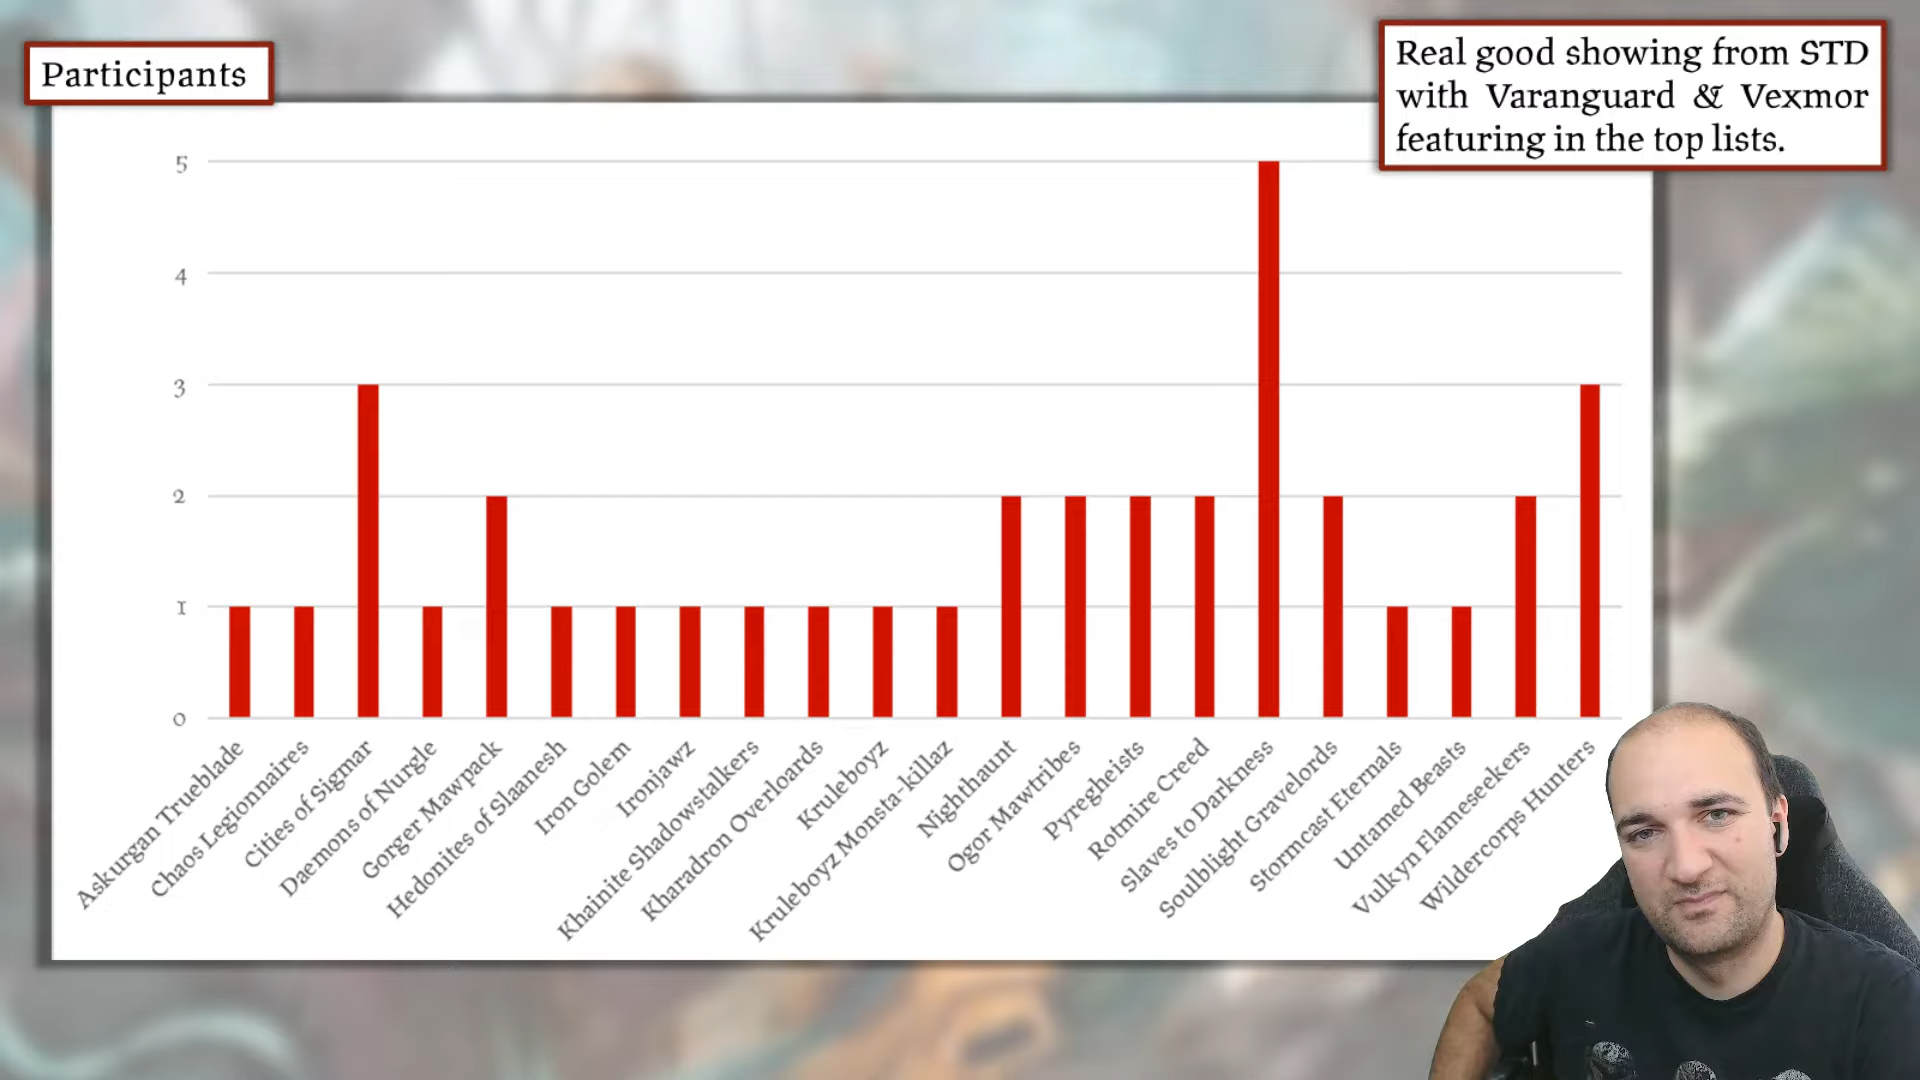 Participants
Real good showing from STD
with Varanguard & Vexmor
featuring in the top lists.
5
4
3
2
1
0
Askurgan Trueblade
Chaos Legionnaires
Cities of Sigmar
Daemons of Nurgle
Gorger Mawpack
Hedonites of Slaanesh
Iron Golem
Ironjawz
Khainite Shadowstalkers
Kharadron Overloards
Kruleboyz
Kruleboyz Monsta-killaz
Nighthaunt
Ogor Mawtribes
Pyregheists
Rotmire Creed
Slaves to Darkness
Soulblight Gravelords
Stormcast Eternals
Untamed Beasts
Vulkyn Flameseekers
Wildercorps Hunters